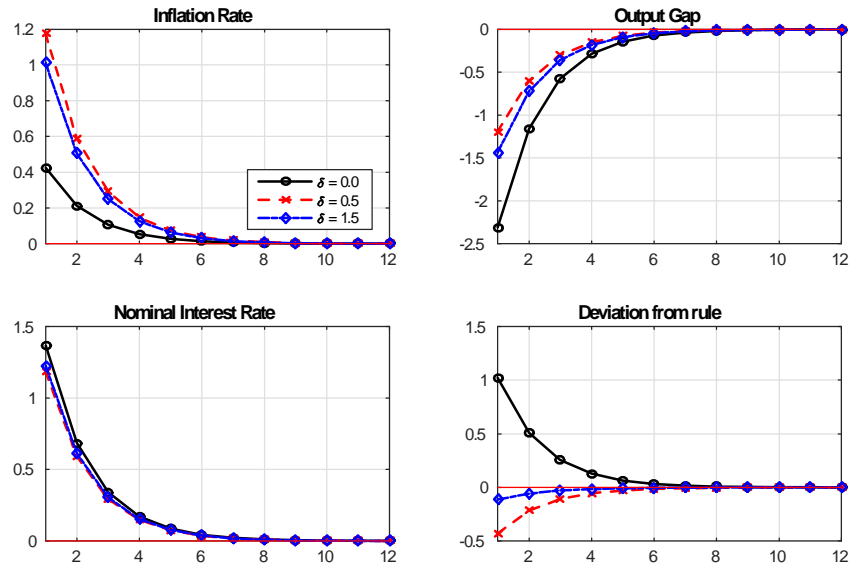 Inflation Rate
1.2
1
0.8
0.6
0.4
0.2
0
2 4 6 8 10 12
δ = 0.0
δ = 0.5
δ = 1.5
Output Gap
0
-0.5
-1
-1.5
-2
-2.5
2 4 6 8 10 12
Nominal Interest Rate
1.5
1
0.5
0
2 4 6 8 10 12
Deviation from rule
1.5
1
0.5
0
-0.5
2 4 6 8 10 12